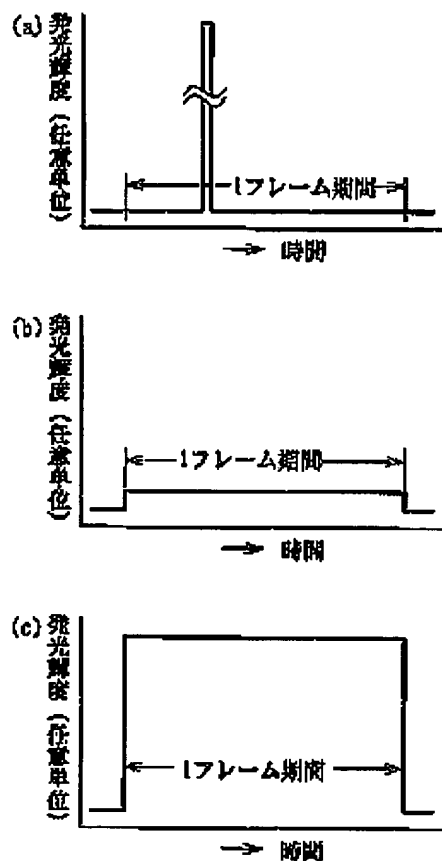 (a)
発光輝度(任意単位)
1フレーム期間
時間
(b)
発光輝度(任意単位)
1フレーム期間
時間
(c)
発光輝度(任意単位)
1フレーム期間
時間